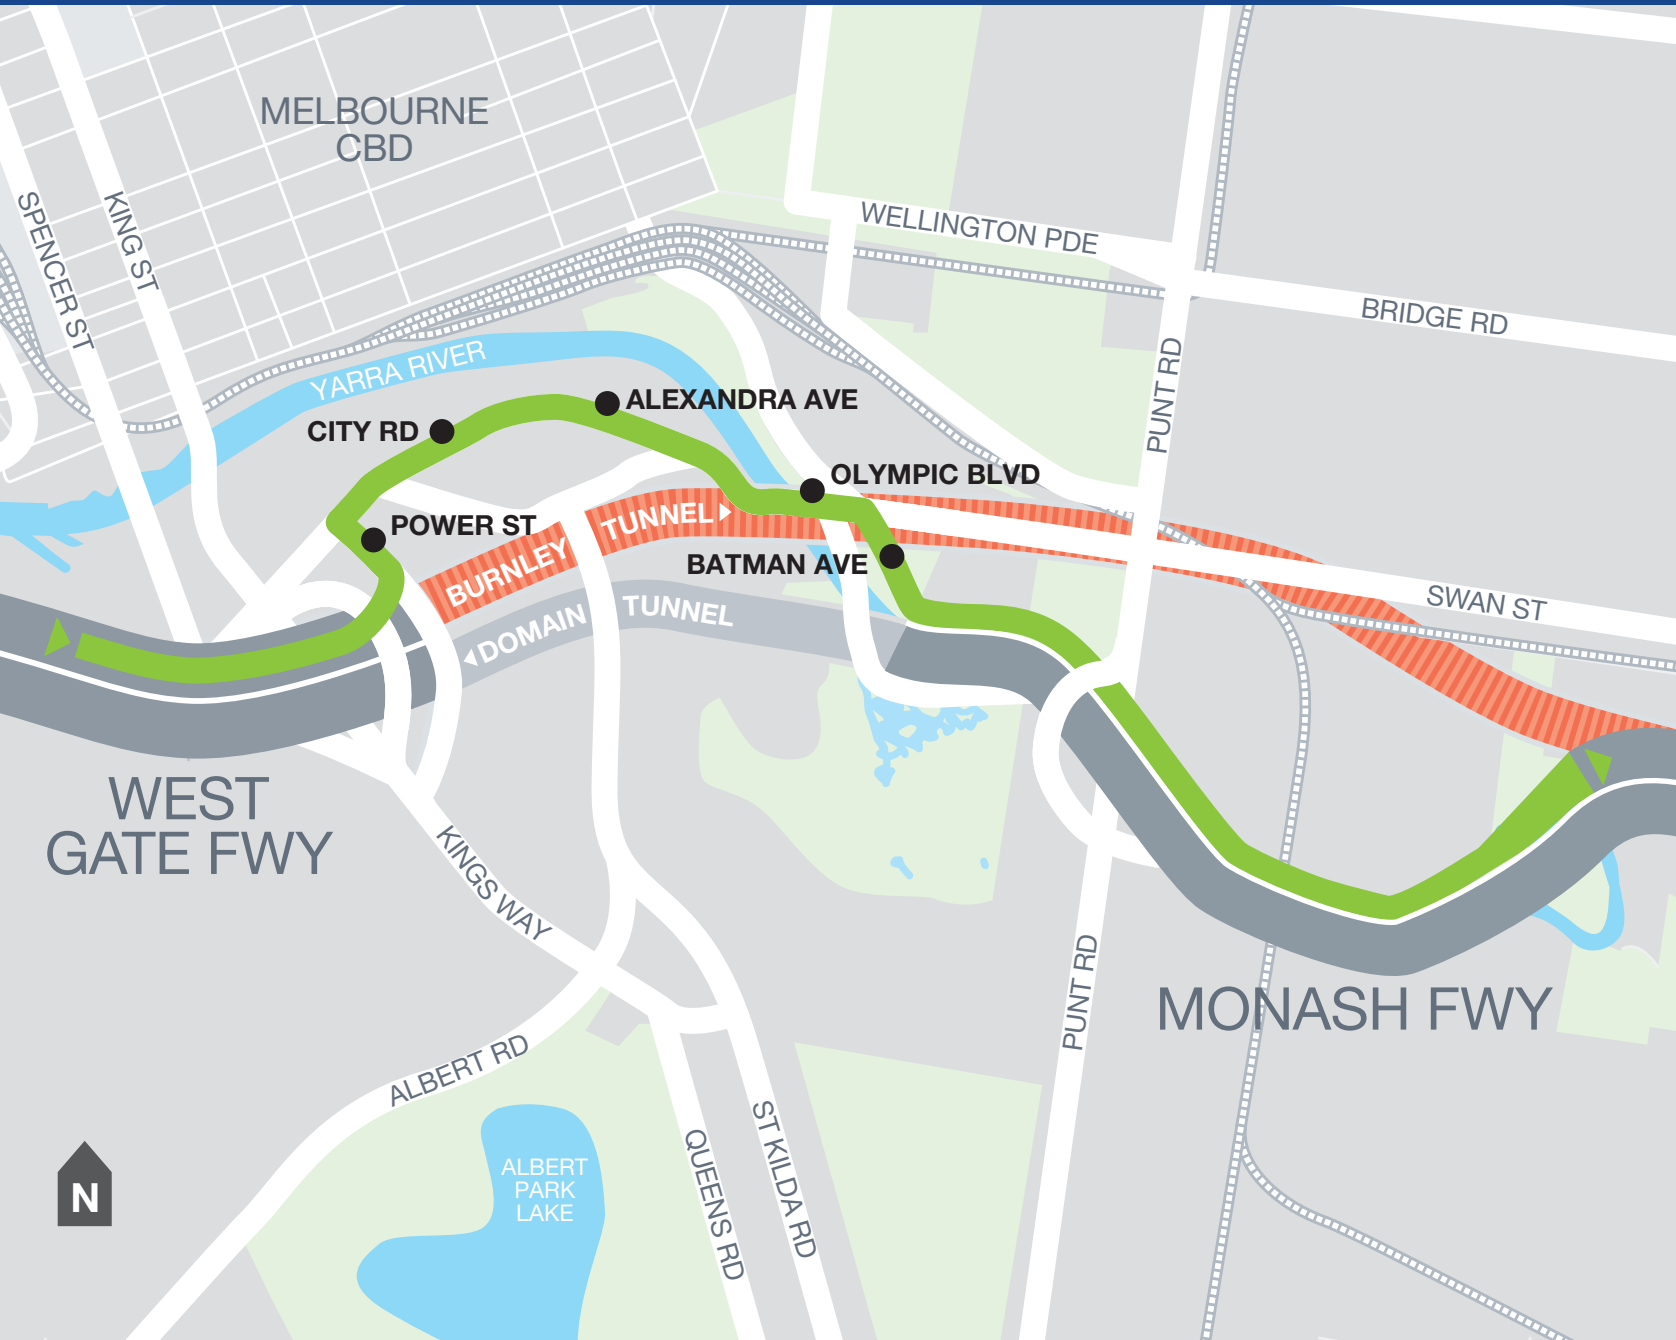 MELBOURNE
CBD
SPENCER ST
KING ST
WELLINGTON PDE
BRIDGE RD
PUNT RD
YARRA RIVER
ALEXANDRA AVE
CITY RD
OLYMPIC BLVD
POWER ST
BURNLEY TUNNEL
BATMAN AVE
DOMAIN TUNNEL
SWAN ST
WEST
GATE FWY
KINGS WAY
PUNT RD
MONASH FWY
ALBERT RD
QUEENS RD
ST KILDA RD
ALBERT
PARK
LAKE
N